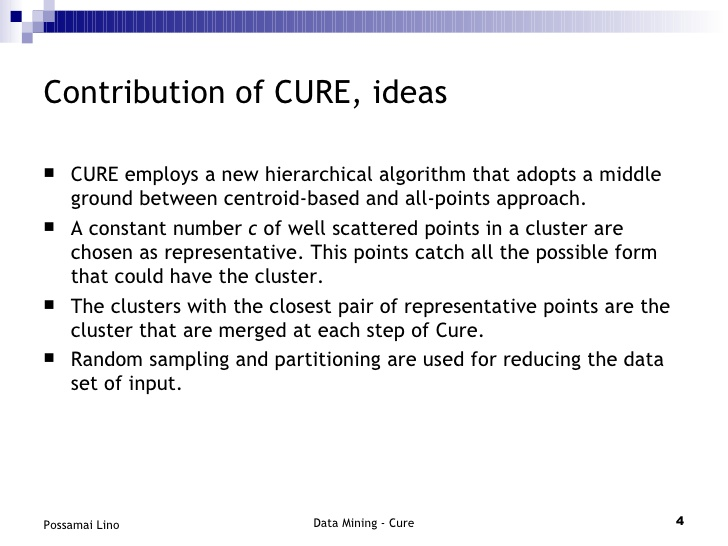 Contribution of CURE, ideas
CURE employs a new hierarchical algorithm that adopts a middle
ground between centroid-based and all-points approach.
A constant number c of well scattered points in a cluster are
chosen as representative. This points catch all the possible form
that could have the cluster.
The clusters with the closest pair of representative points are the
cluster that are merged at each step of Cure.
Random sampling and partitioning are used for reducing the data
set of input.
Possamai Lino
Data Mining - Cure
4